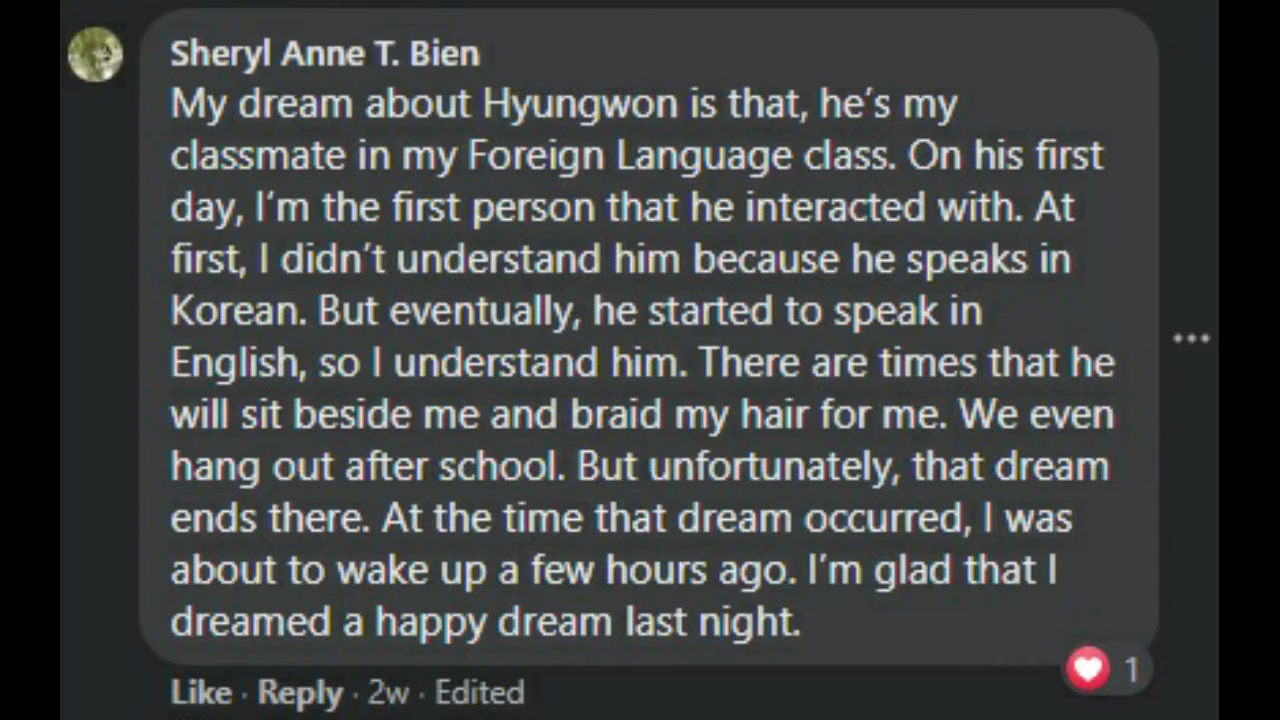 Sheryl Anne T. Bien
My dream about Hyungwon is that, he's my
classmate in my Foreign Language class. On his first
day, I'm the first person that he interacted with. At
first, I didn't understand him because he speaks in
Korean. But eventually, he started to speak in
English, so I understand him. There are times that he
will sit beside me and braid my hair for me. We even
hang out after school. But unfortunately, that dream
ends there. At the time that dream occurred, I was
about to wake up a few hours ago. I'm glad that I
dreamed a happy dream last night.
1
Like · Reply · 2w · Edited